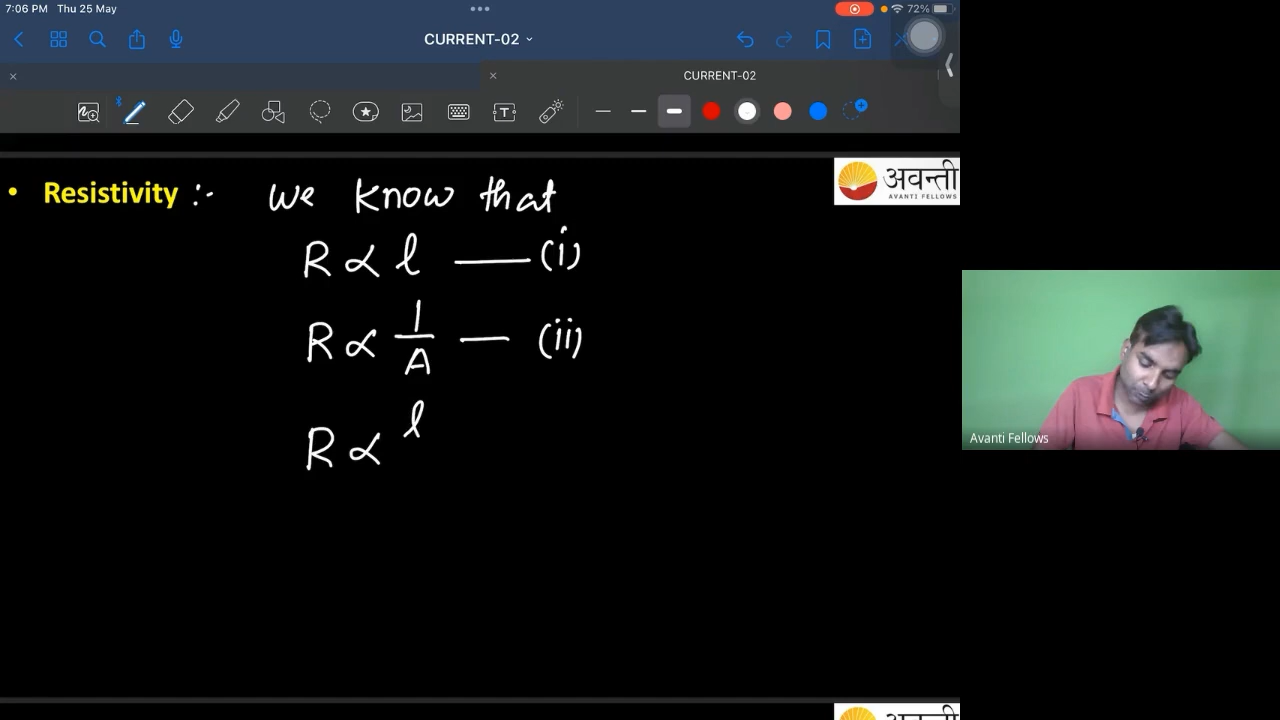 7:06 PM Thu 25 May
72%
CURRENT-02
CURRENT-02
• Resistivity :- We know that
अवन्ती
AVANTI FELLOWS
R ∝ l — (i)
R ∝ 1/A — (ii)
R ∝ l
Avanti Fellows